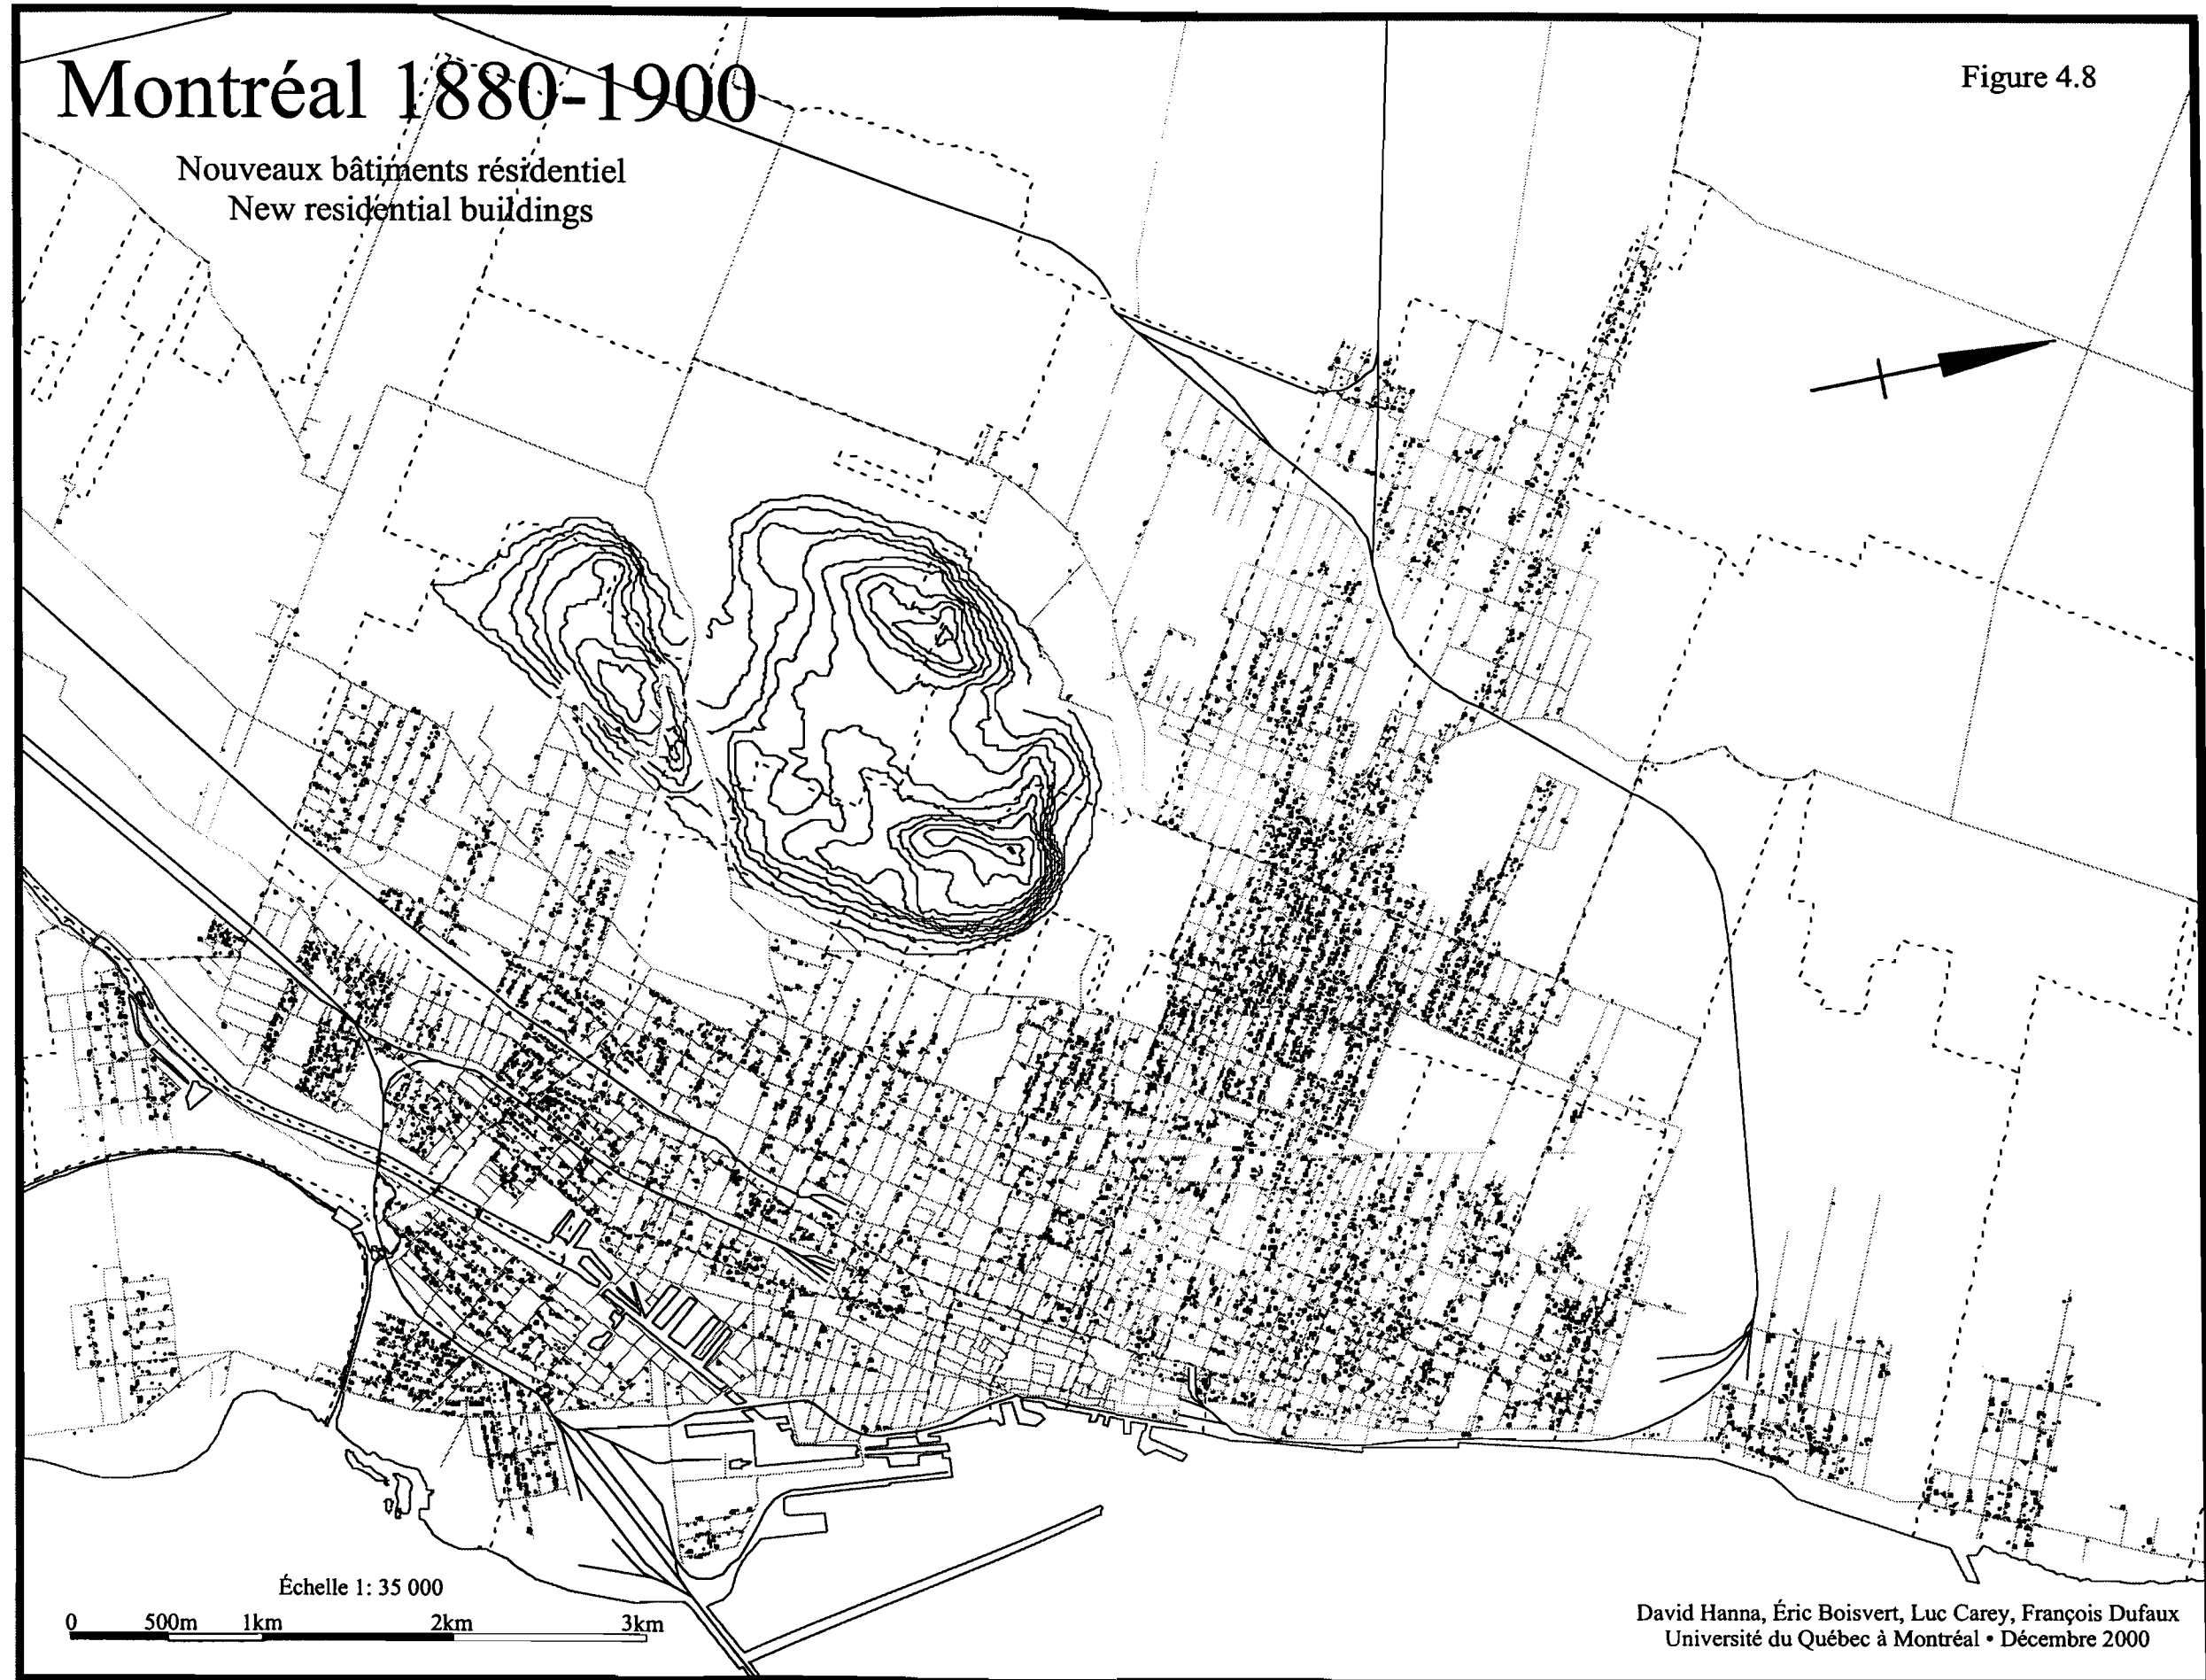 Montréal 1880-1900
Figure 4.8
Nouveaux bâtiments résidentiel
New residential buildings
Échelle 1: 35 000
0 500m 1km 2km 3km
David Hanna, Éric Boisvert, Luc Carey, François Dufaux
Université du Québec à Montréal • Décembre 2000